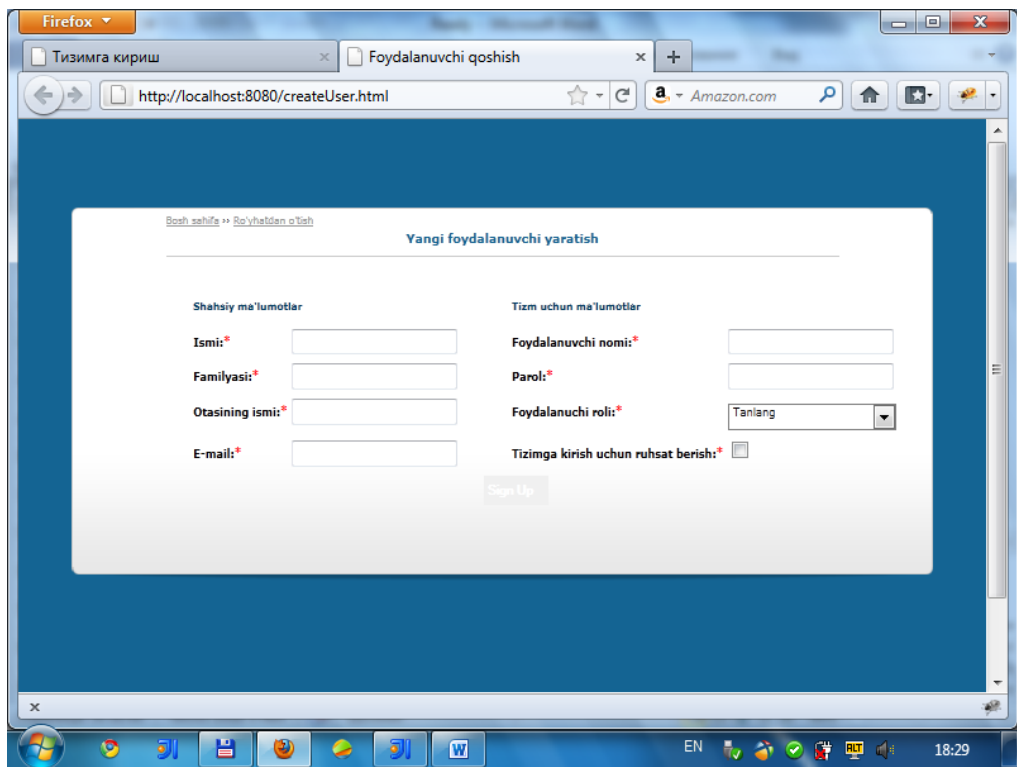 Firefox
Тизимга кириш
Foydalanuvchi qoshish
http://localhost:8080/createUser.html
Amazon.com
Bosh sahifa ›› Ro'yhatdan o'tish
Yangi foydalanuvchi yaratish
Shahsiy ma'lumotlar
Tizm uchun ma'lumotlar
Ismi:*
Foydalanuvchi nomi:*
Familyasi:*
Parol:*
Otasining ismi:*
Foydalanuchi roli:*
Tanlang
E-mail:*
Tizimga kirish uchun ruhsat berish:*
Sign Up
EN
ALT
18:29